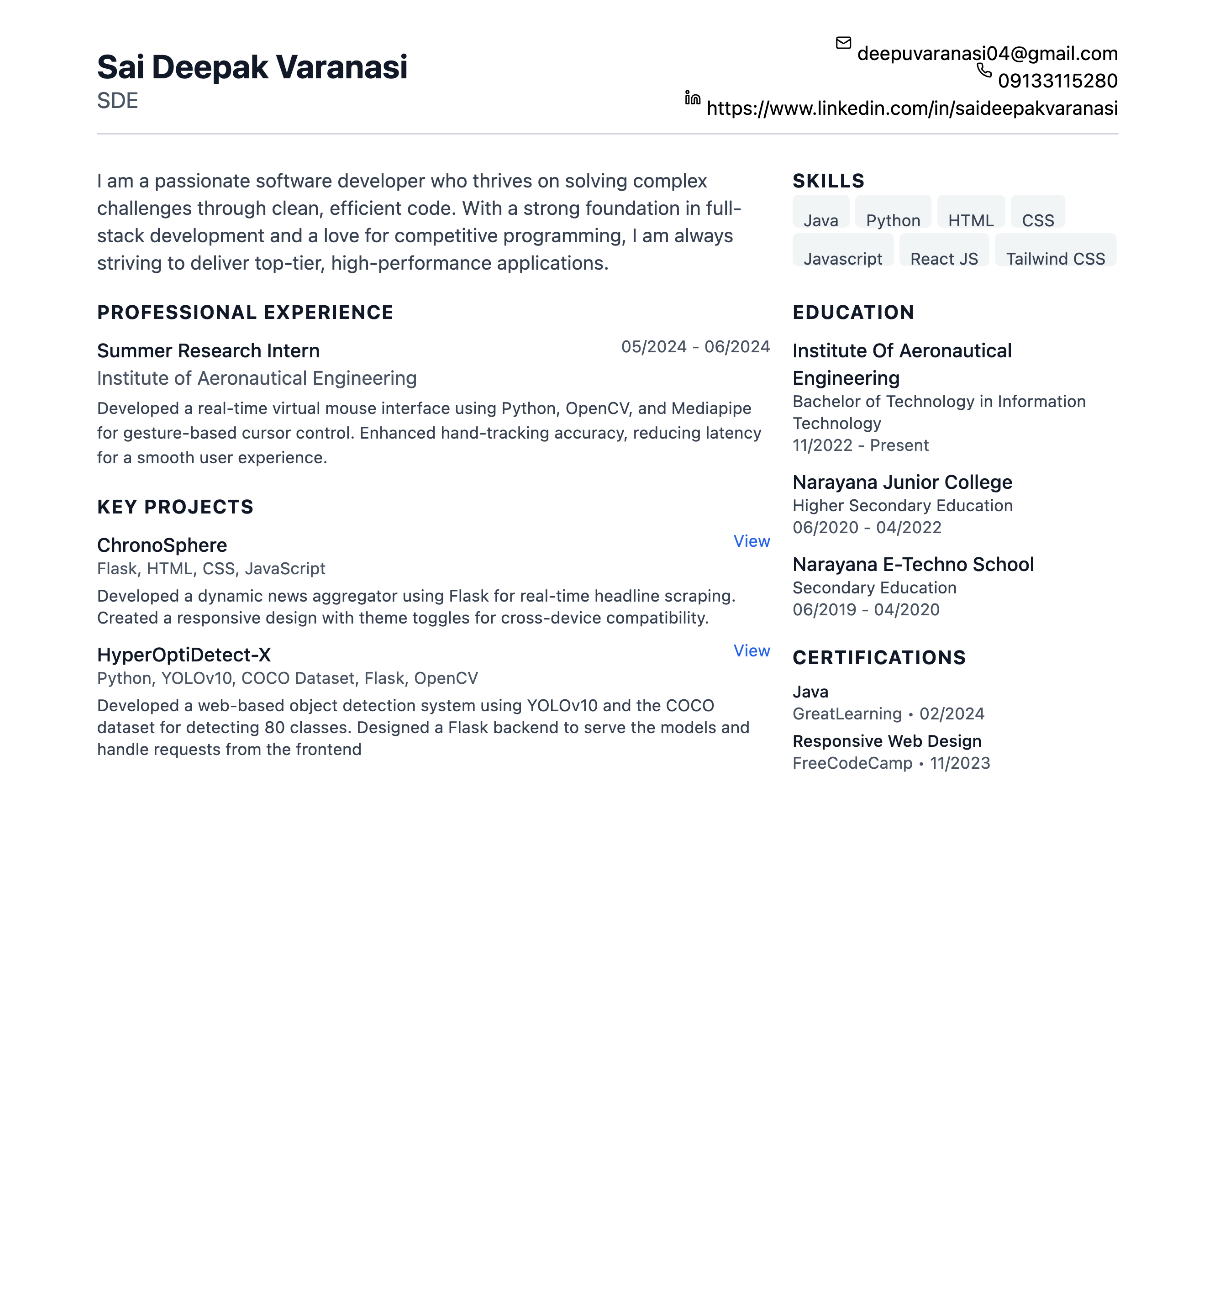 Sai Deepak Varanasi
SDE
deepuvaranasi04@gmail.com
09133115280
https://www.linkedin.com/in/saideepakvaranasi
I am a passionate software developer who thrives on solving complex
challenges through clean, efficient code. With a strong foundation in full-
stack development and a love for competitive programming, I am always
striving to deliver top-tier, high-performance applications.
PROFESSIONAL EXPERIENCE
Summer Research Intern
05/2024 - 06/2024
Institute of Aeronautical Engineering
Developed a real-time virtual mouse interface using Python, OpenCV, and Mediapipe
for gesture-based cursor control. Enhanced hand-tracking accuracy, reducing latency
for a smooth user experience.
KEY PROJECTS
ChronoSphere
View
Flask, HTML, CSS, JavaScript
Developed a dynamic news aggregator using Flask for real-time headline scraping.
Created a responsive design with theme toggles for cross-device compatibility.
HyperOptiDetect-X
View
Python, YOLOv10, COCO Dataset, Flask, OpenCV
Developed a web-based object detection system using YOLOv10 and the COCO
dataset for detecting 80 classes. Designed a Flask backend to serve the models and
handle requests from the frontend
SKILLS
Java Python HTML CSS
Javascript React JS Tailwind CSS
EDUCATION
Institute Of Aeronautical
Engineering
Bachelor of Technology in Information
Technology
11/2022 - Present
Narayana Junior College
Higher Secondary Education
06/2020 - 04/2022
Narayana E-Techno School
Secondary Education
06/2019 - 04/2020
CERTIFICATIONS
Java
GreatLearning • 02/2024
Responsive Web Design
FreeCodeCamp • 11/2023